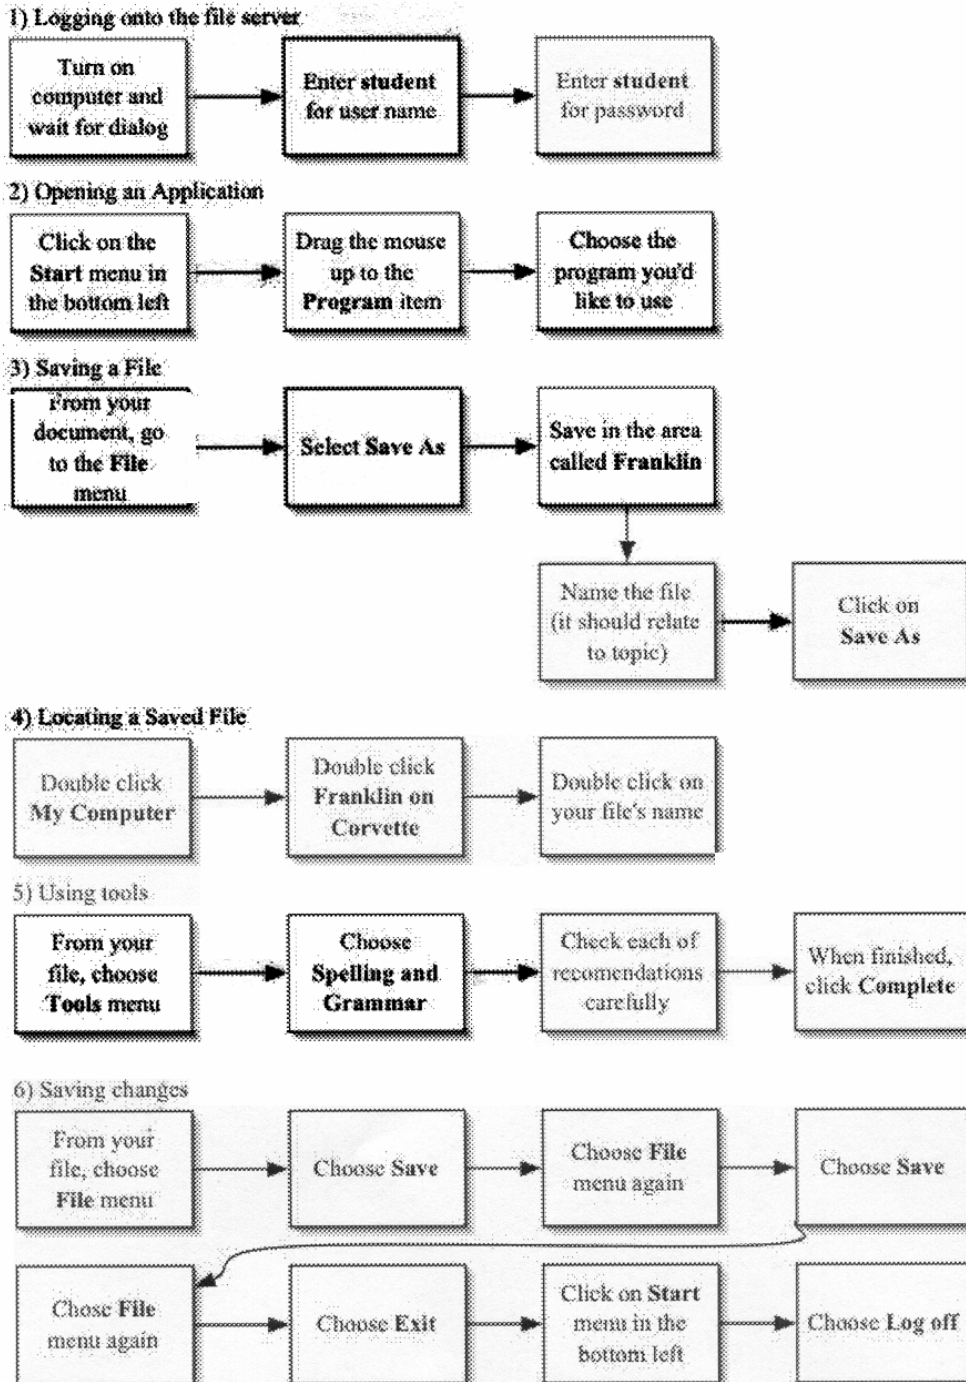 1) Logging onto the file server
Turn on
computer and
wait for dialog
Enter student
for user name
Enter student
for password
2) Opening an Application
Click on the
Start menu in
the bottom left
Drag the mouse
up to the
Program item
Choose the
program you'd
like to use
3) Saving a File
From your
document, go
to the File
menu
Select Save As
Save in the area
called Franklin
Name the file
(it should relate
to topic)
Click on
Save As
4) Locating a Saved File
Double click
My Computer
Double click
Franklin on
Corvette
Double click on
your file's name
5) Using tools
From your
file, choose
Tools menu
Choose
Spelling and
Grammar
Check each of
recomendations
carefully
When finished,
click Complete
6) Saving changes
From your
file, choose
File menu
Choose Save
Choose File
menu again
Choose Save
Chose File
menu again
Choose Exit
Click on Start
menu in the
bottom left
Choose Log off